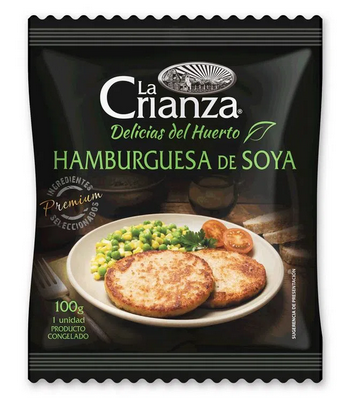 La
Crianza®
Delicias del Huerto
HAMBURGUESA DE SOYA
INGREDIENTES
Premium
SELECCIONADOS
100g
1 unidad
PRODUCTO
CONGELADO
SUGERENCIA DE PRESENTACIÓN